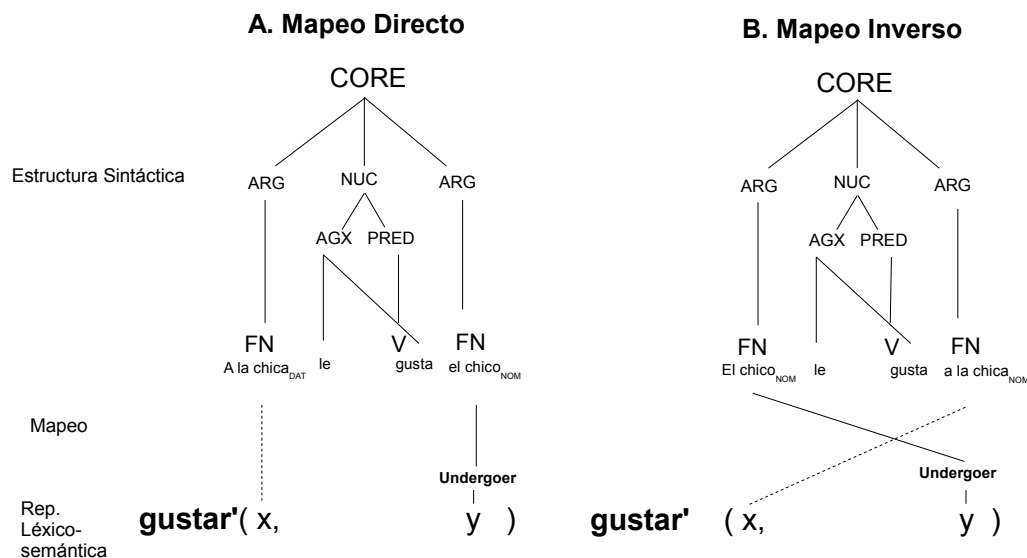 A. Mapeo Directo
B. Mapeo Inverso
CORE
CORE
Estructura Sintáctica
ARG NUC ARG
ARG NUC ARG
AGX PRED
AGX PRED
FN V FN
A la chica DAT le gusta el chico NOM
FN V FN
El chico NOM le gusta a la chica NOM
Mapeo
Undergoer
Undergoer
Rep.
Léxico-
semántica
gustar' ( x, y )
gustar' ( x, y )